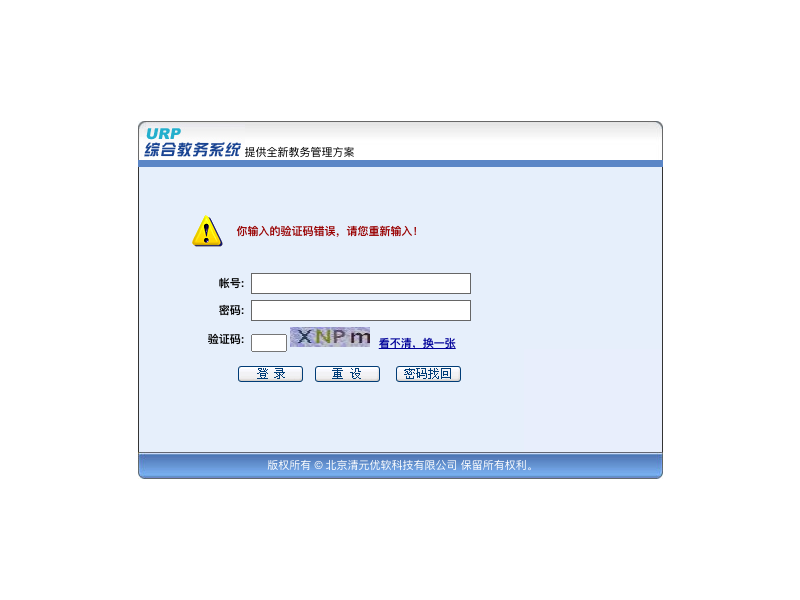 URP
综合教务系统 提供全新教务管理方案
你输入的验证码错误，请您重新输入！
帐号:
密码:
验证码: XNPm 看不清，换一张
登 录 重 设 密码找回
版权所有 © 北京清元优软科技有限公司 保留所有权利。